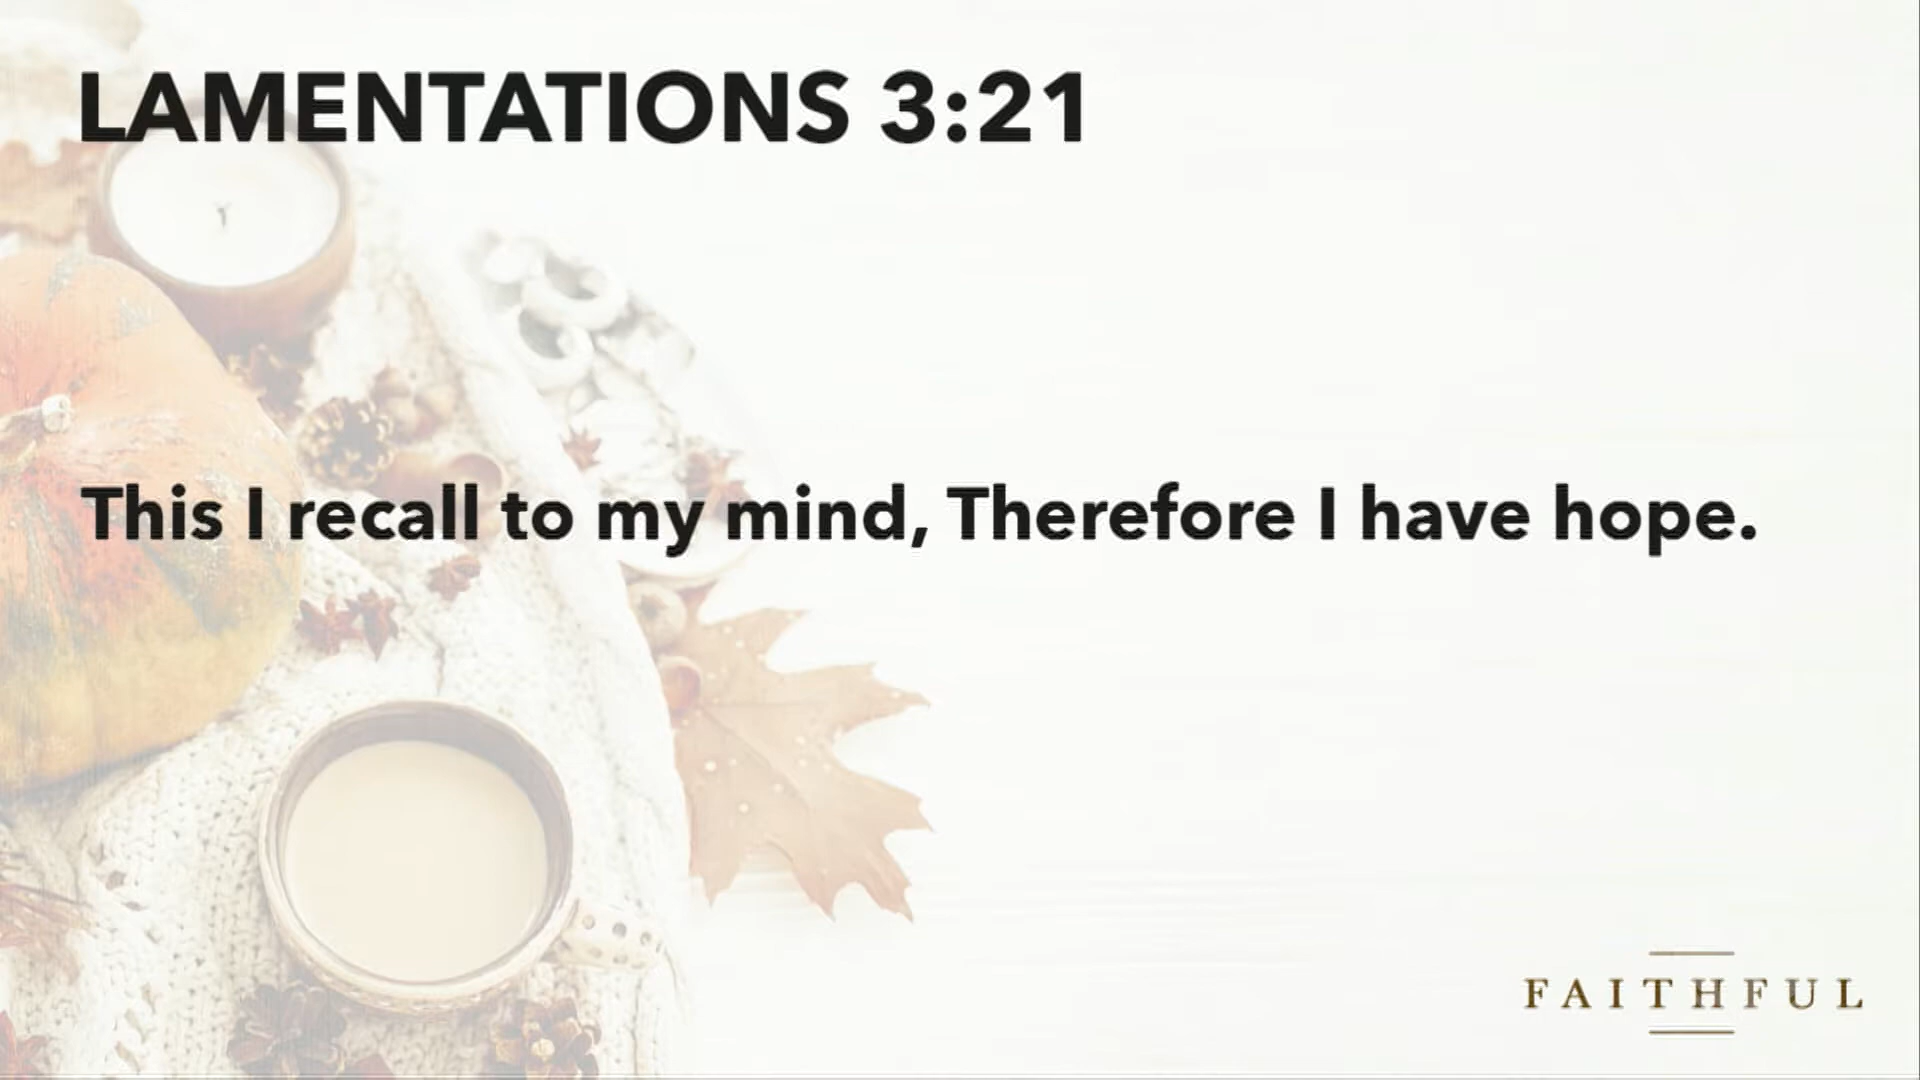 LAMENTATIONS 3:21
This I recall to my mind, Therefore I have hope.
FAITHFUL